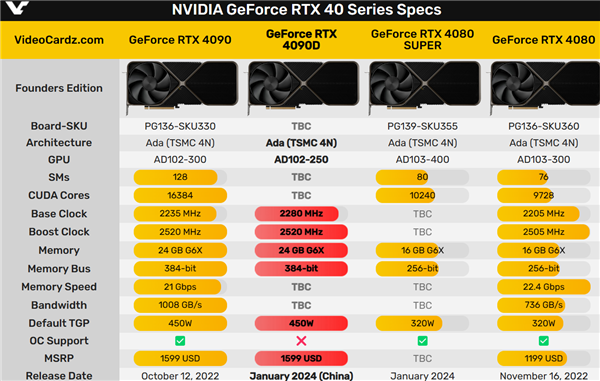 NVIDIA GeForce RTX 40 Series Specs
VideoCardz.com GeForce RTX 4090 GeForce RTX 4090D GeForce RTX 4080 SUPER GeForce RTX 4080
Founders Edition
Board-SKU PG136-SKU330 TBC PG139-SKU355 PG136-SKU360
Architecture Ada (TSMC 4N) Ada (TSMC 4N) Ada (TSMC 4N) Ada (TSMC 4N)
GPU AD102-300 AD102-250 AD103-400 AD103-300
SMs 128 TBC 80 76
CUDA Cores 16384 TBC 10240 9728
Base Clock 2235 MHz 2280 MHz TBC 2205 MHz
Boost Clock 2520 MHz 2520 MHz TBC 2505 MHz
Memory 24 GB G6X 24 GB G6X 16 GB G6X 16 GB G6X
Memory Bus 384-bit 384-bit 256-bit 256-bit
Memory Speed 21 Gbps TBC TBC 22.4 Gbps
Bandwidth 1008 GB/s TBC TBC 736 GB/s
Default TGP 450W 450W 320W 320W
OC Support
MSRP 1599 USD 1599 USD TBC 1199 USD
Release Date October 12, 2022 January 2024 (China) January 2024 November 16, 2022